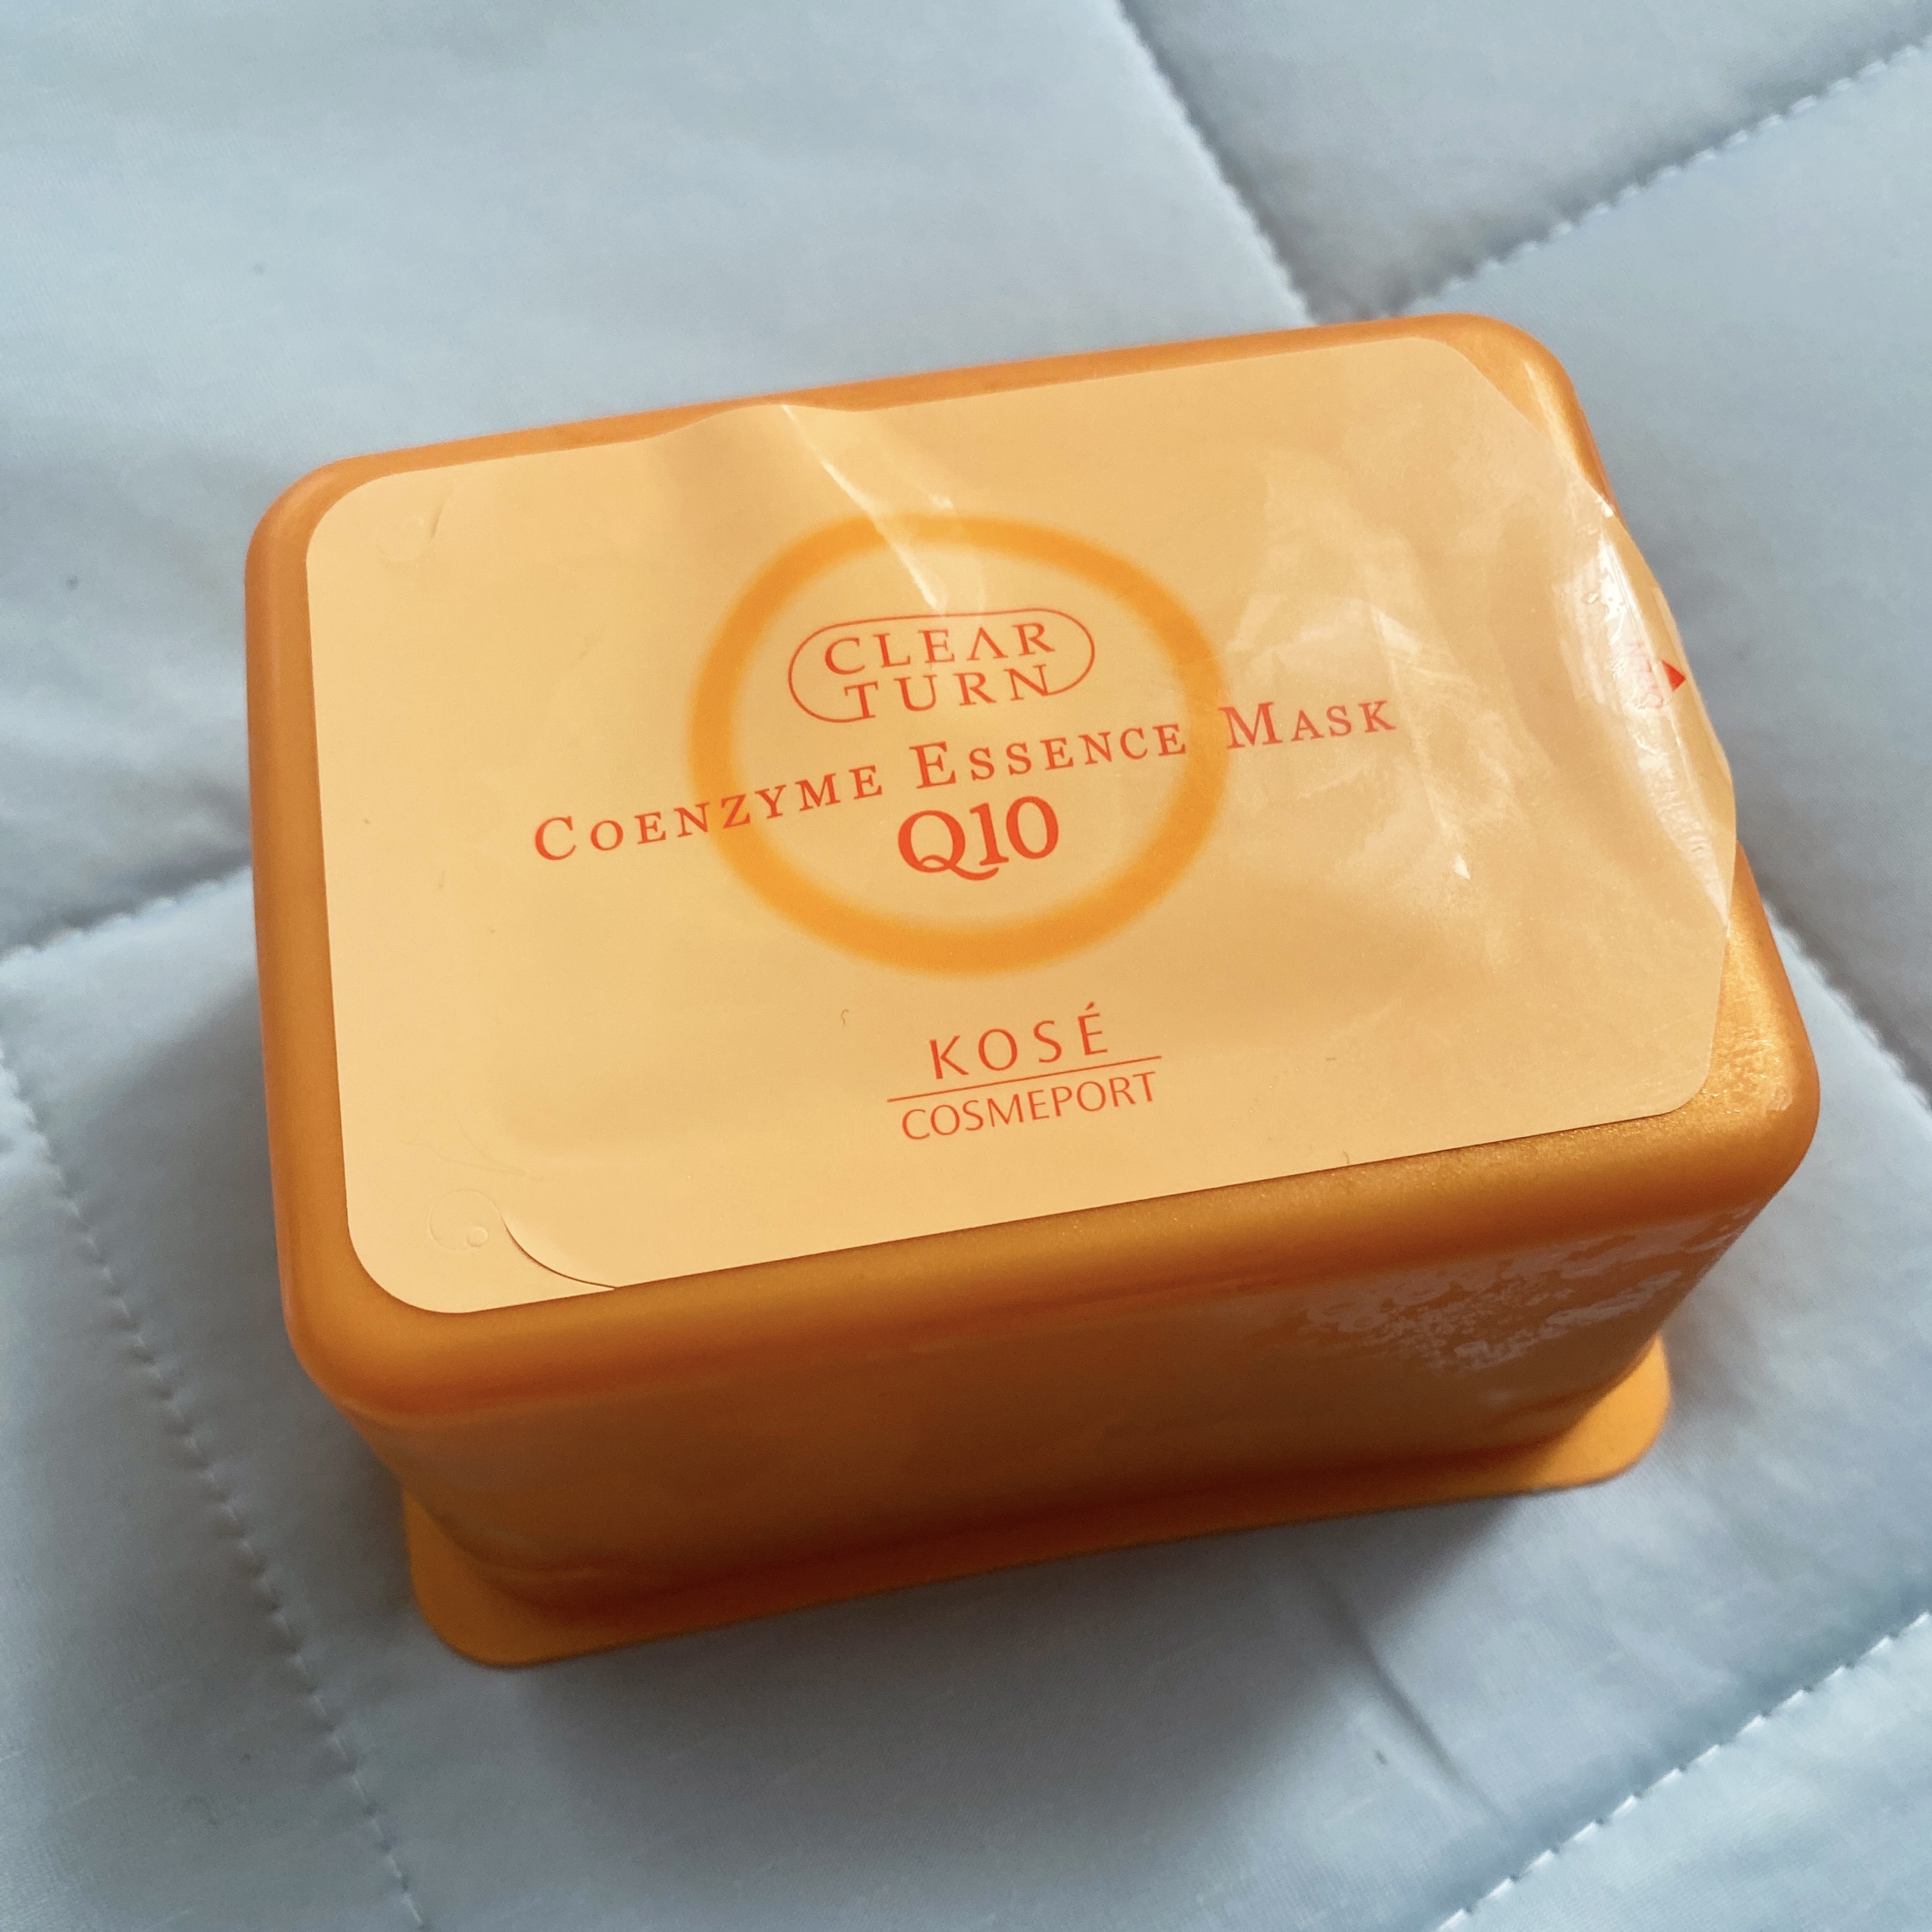 CLEAR
TURN
COENZYME ESSENCE MASK
Q10
KOSÉ
COSMEPORT